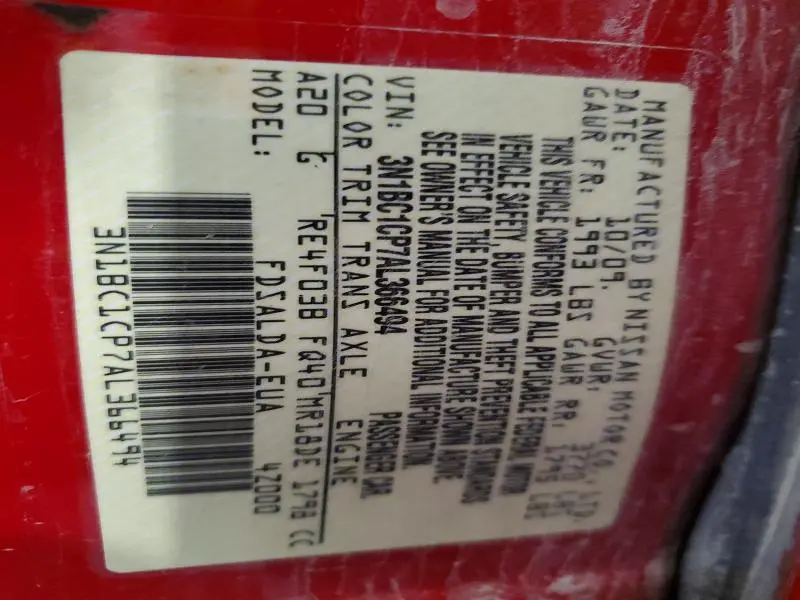 MANUFACTURED BY NISSAN MOTOR CO., LTD.
DATE: 10/09, GVWR, 3720 LBS
GAWR FR: 1993 LBS GAWR RR, 1795 LBS
THIS VEHICLE CONFORMS TO ALL APPLICABLE FEDERAL MOTOR
VEHICLE SAFETY, BUMPER AND THEFT PREVENTION STANDARDS
IN EFFECT ON THE DATE OF MANUFACTURE SHOWN ABOVE
SEE OWNER'S MANUAL FOR ADDITIONAL INFORMATION
VIN: 3N1BC1CP7AL366494 PASSENGER CAR
COLOR TRIM TRANS AXLE ENGINE
A20 G RE4F03B FQ40 MR18DE 1798 CC
MODEL: FDSALDA-EUA 4Z000
3N1BC1CP7AL366494